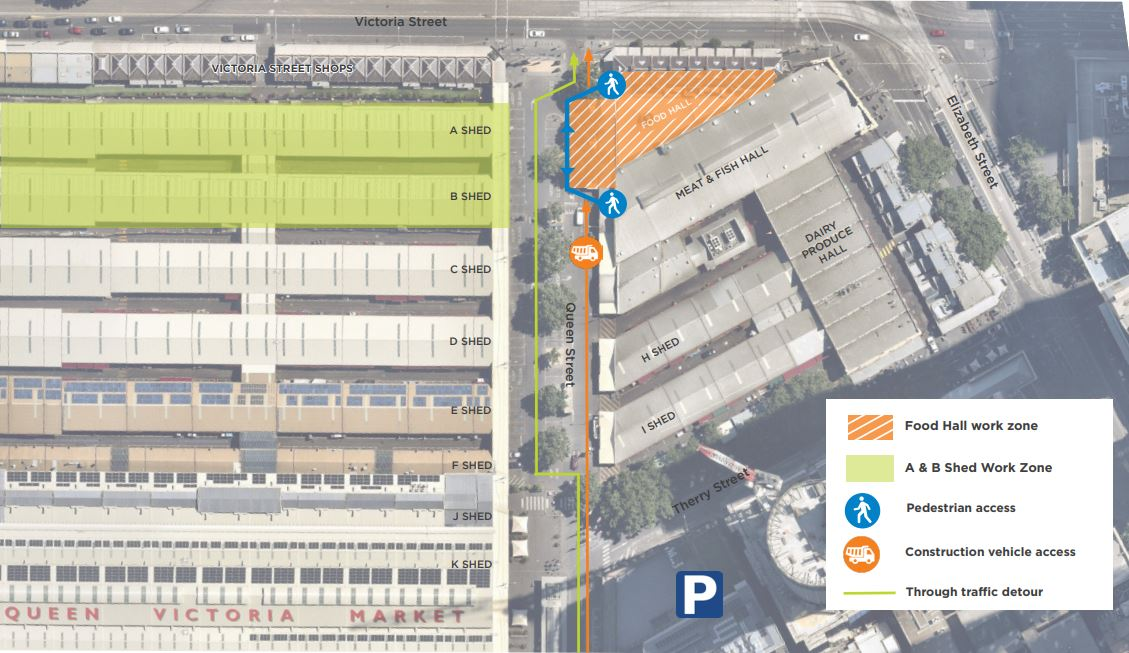 Victoria Street
VICTORIA STREET SHOPS
A SHED
B SHED
C SHED
D SHED
E SHED
F SHED
J SHED
K SHED
QUEEN VICTORIA MARKET
FOOD HALL
MEAT & FISH HALL
DAIRY
PRODUCE
HALL
H SHED
I SHED
Queen Street
Therry Street
Elizabeth Street
P
Food Hall work zone
A & B Shed Work Zone
Pedestrian access
Construction vehicle access
Through traffic detour